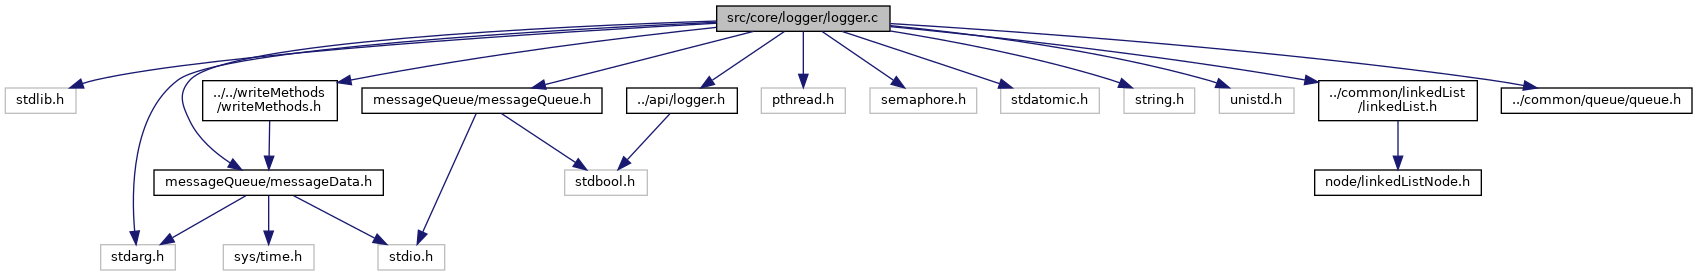 src/core/logger/logger.c
stdlib.h
../../writeMethods
/writeMethods.h
messageQueue/messageQueue.h
../api/logger.h
pthread.h
semaphore.h
stdatomic.h
string.h
unistd.h
../common/linkedList
/linkedList.h
../common/queue/queue.h
messageQueue/messageData.h
stdbool.h
node/linkedListNode.h
stdarg.h
sys/time.h
stdio.h